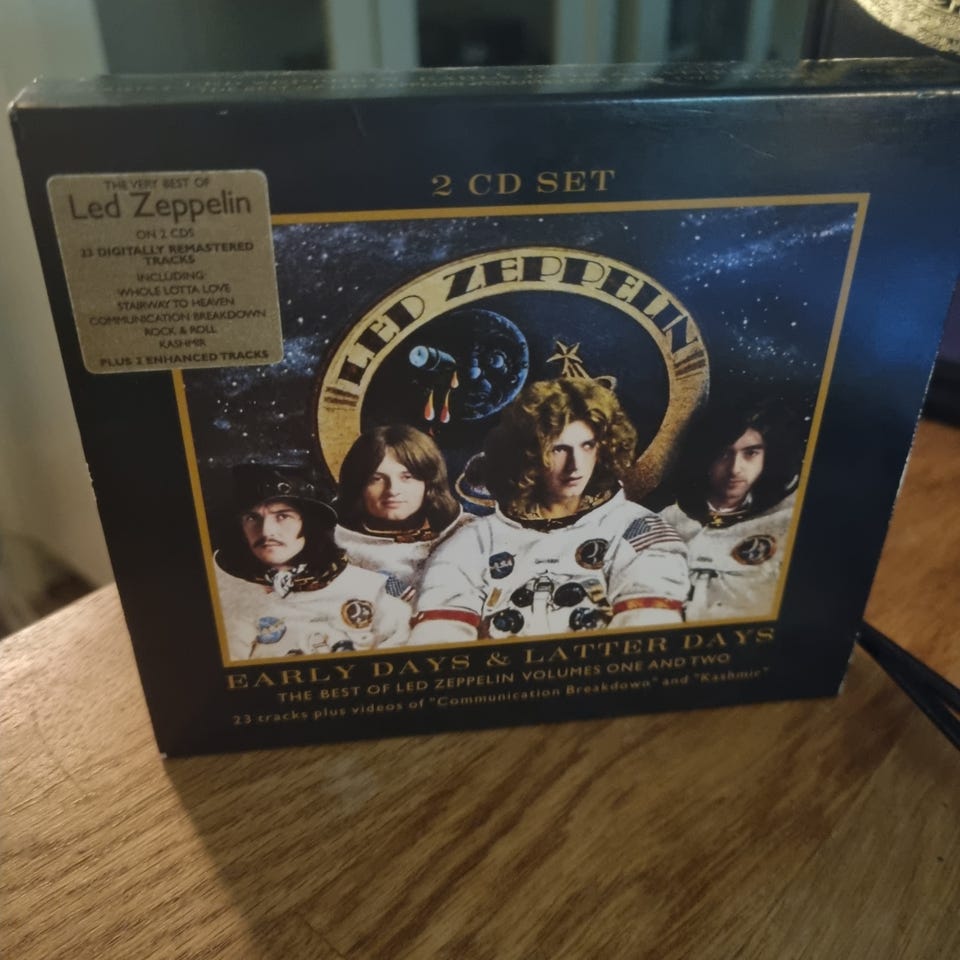 THE VERY BEST OF
Led Zeppelin
ON 2 CDS
23 DIGITALLY REMASTERED
TRACKS
INCLUDING:
WHOLE LOTTA LOVE
STAIRWAY TO HEAVEN
COMMUNICATION BREAKDOWN
ROCK & ROLL
KASHMIR
PLUS 2 ENHANCED TRACKS
2 CD SET
LED ZEPPELIN
NASA
EARLY DAYS & LATTER DAYS
THE BEST OF LED ZEPPELIN VOLUMES ONE AND TWO
23 tracks plus videos of "Communication Breakdown" and "Kashmir"